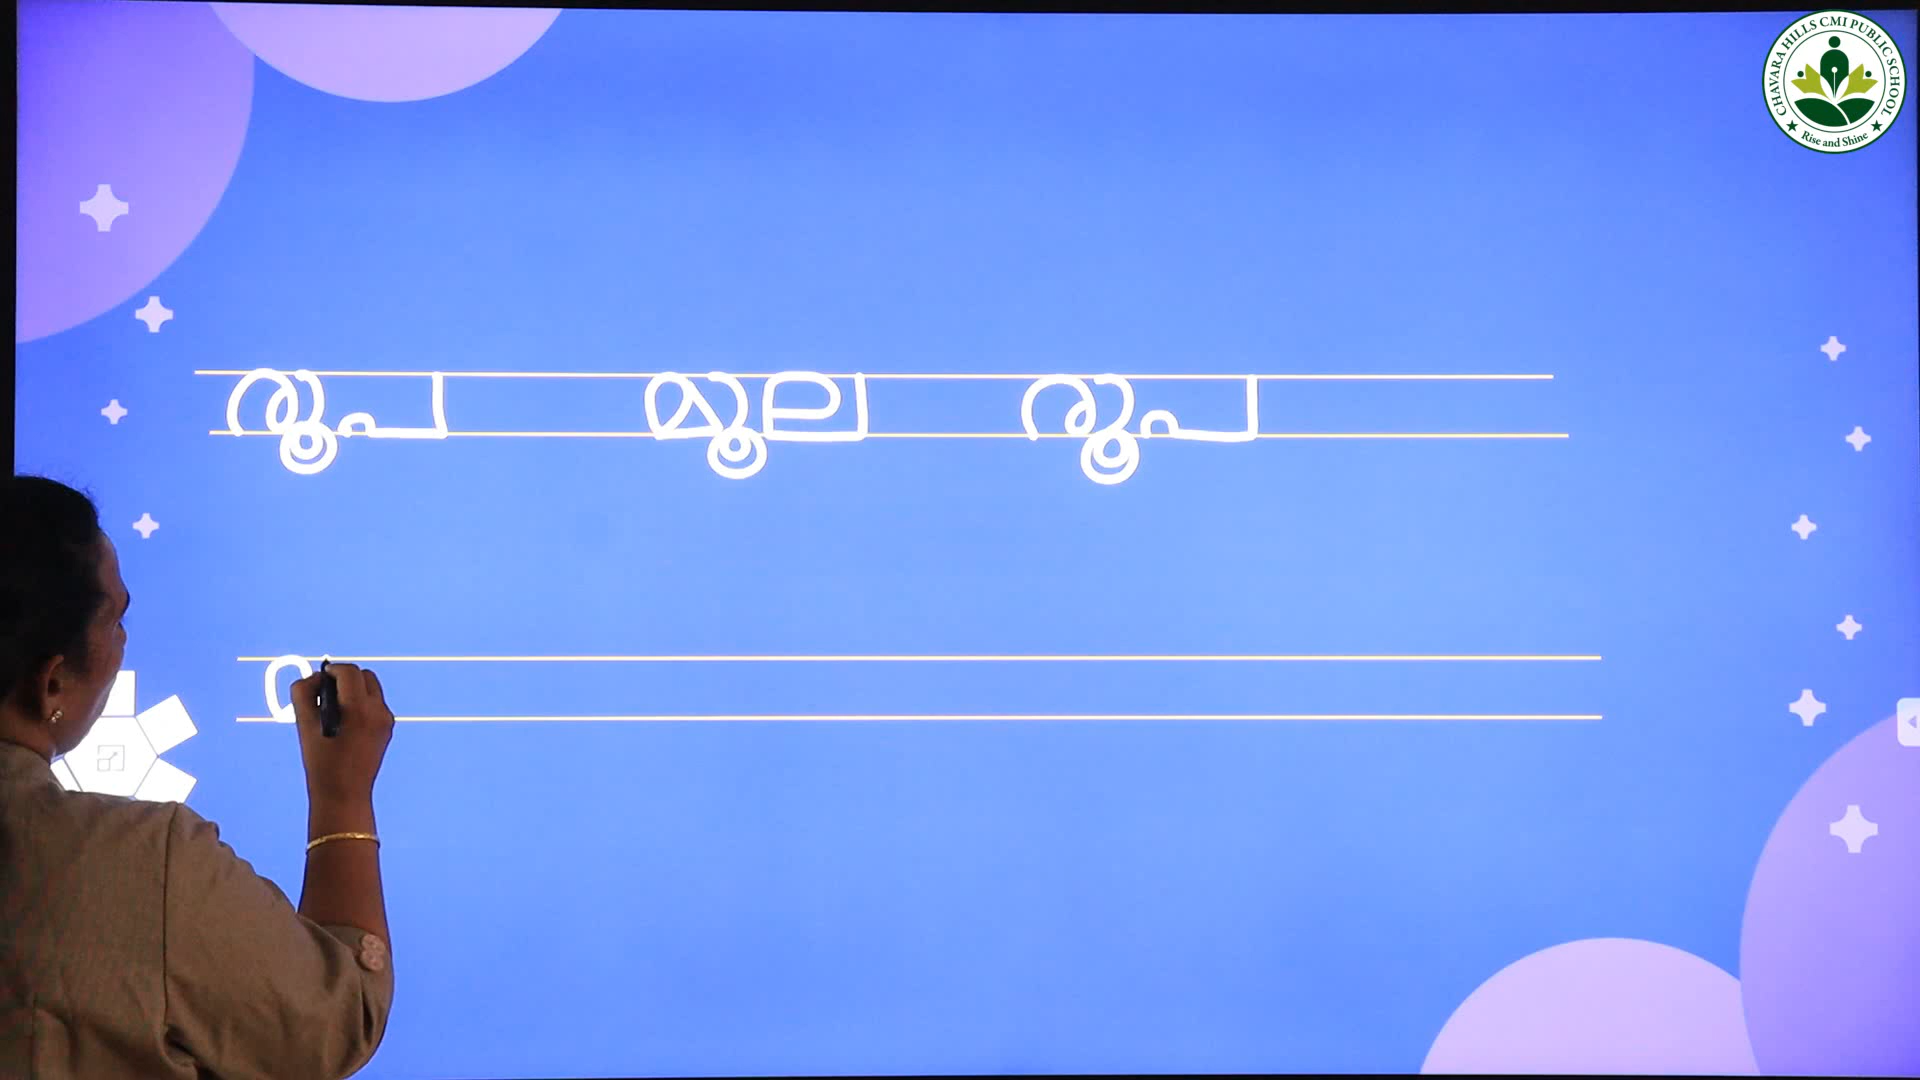 CHAVARA HILLS CMI PUBLIC SCHOOL
Rise and Shine
രൂപ മൂല രൂപ